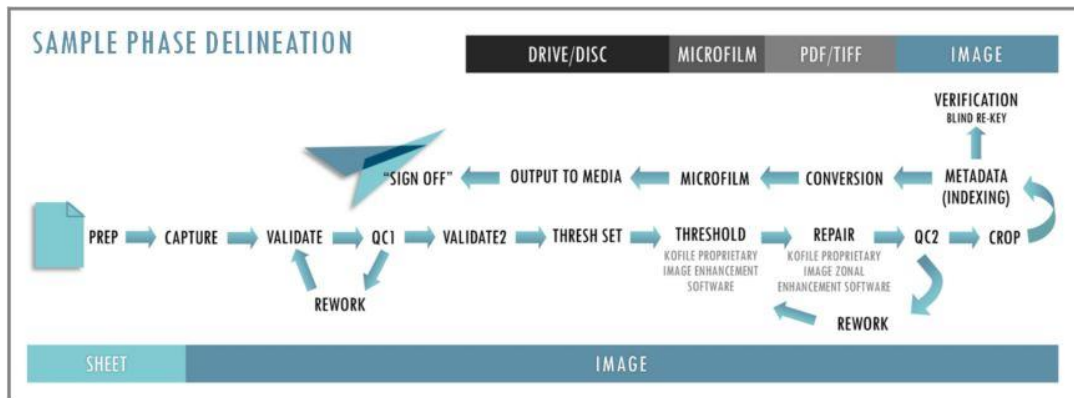 SAMPLE PHASE DELINEATION
DRIVE/DISC MICROFILM PDF/TIFF IMAGE
VERIFICATION
BLIND RE-KEY
"SIGN OFF" OUTPUT TO MEDIA MICROFILM CONVERSION METADATA
(INDEXING)
PREP CAPTURE VALIDATE QC1 VALIDATE2 THRESH SET THRESHOLD REPAIR QC2 CROP
KOFILE PROPRIETARY
IMAGE ENHANCEMENT
SOFTWARE
KOFILE PROPRIETARY
IMAGE ZONAL
ENHANCEMENT SOFTWARE
REWORK
REWORK
SHEET IMAGE